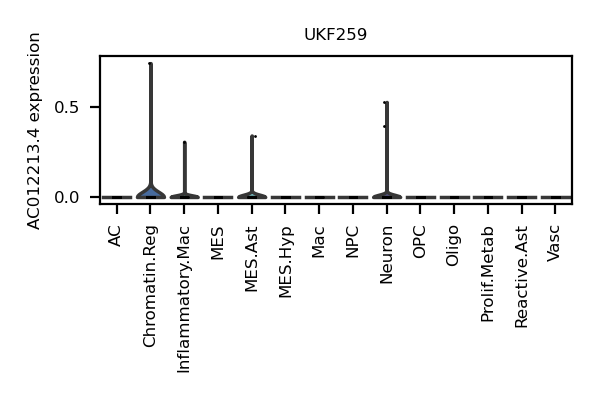 UKF259
AC012213.4 expression
0.5
0.0
AC
Chromatin.Reg
Inflammatory.Mac
MES
MES.Ast
MES.Hyp
Mac
NPC
Neuron
OPC
Oligo
Prolif.Metab
Reactive.Ast
Vasc